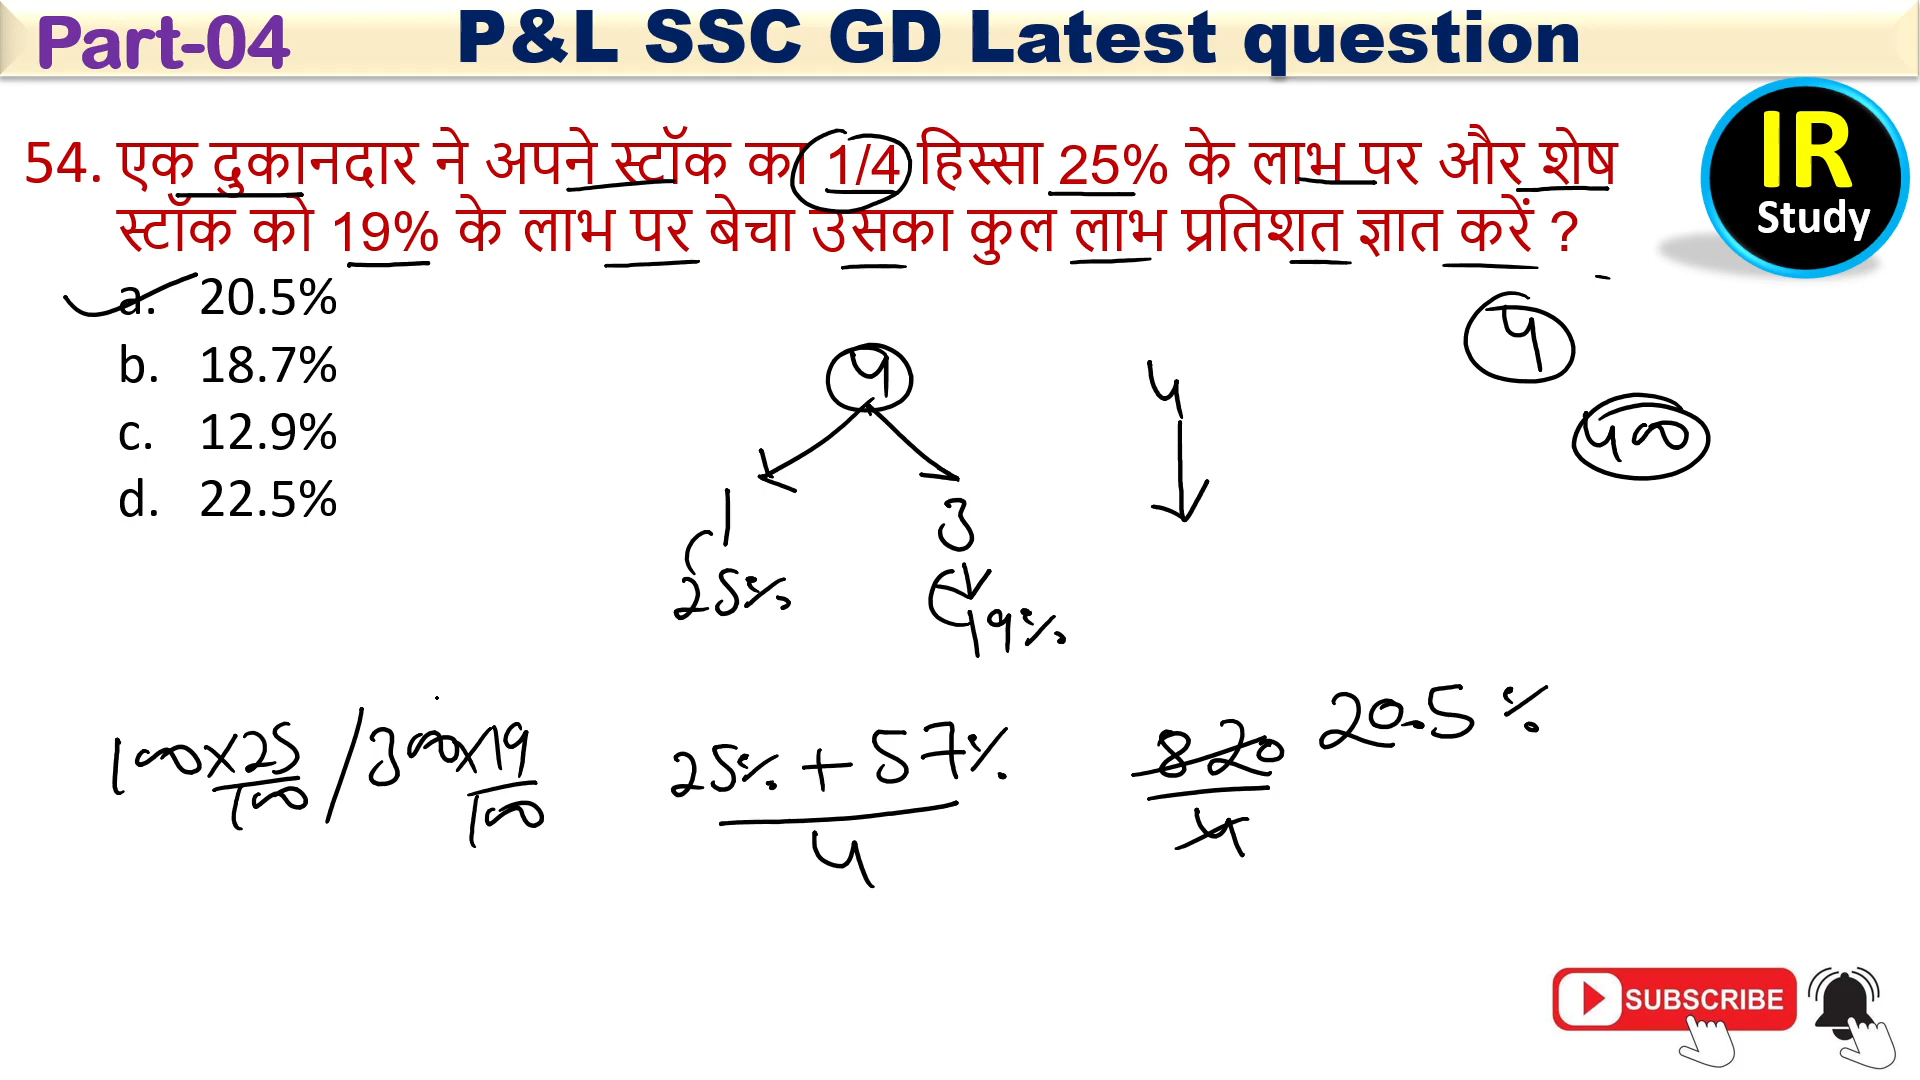 Part-04 P&L SSC GD Latest question
IR
Study
54. एक दुकानदार ने अपने स्टॉक का 1/4 हिस्सा 25% के लाभ पर और शेष
स्टॉक को 19% के लाभ पर बेचा उसका कुल लाभ प्रतिशत ज्ञात करें ?
a. 20.5%
b. 18.7%
c. 12.9%
d. 22.5%
4
4
4
400
1
3
25%
19%
100×25/100 / 300×19/100
25% + 57%
4
820
4
20.5%
SUBSCRIBE